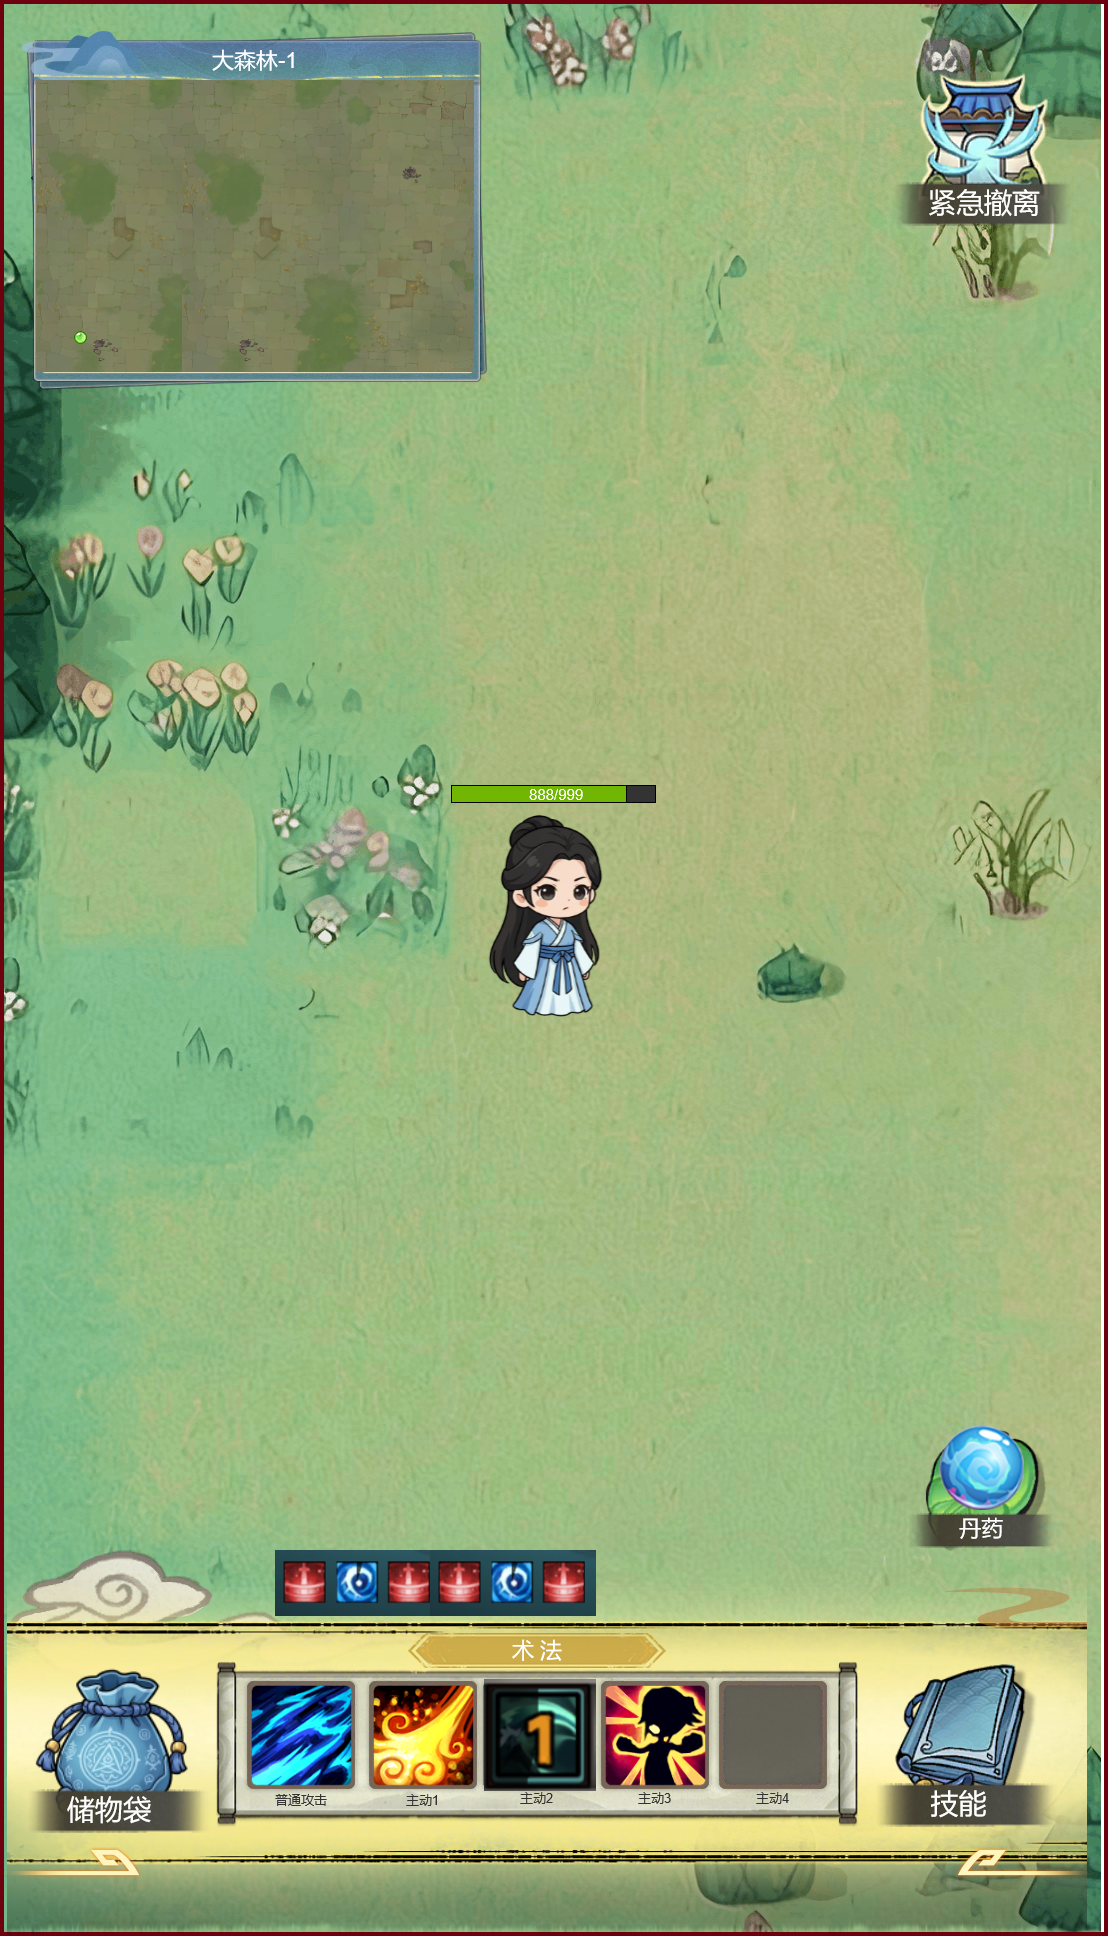 大森林-1
紧急撤离
888/999
丹药
术法
1
普通攻击
主动1
主动2
主动3
主动4
储物袋
技能